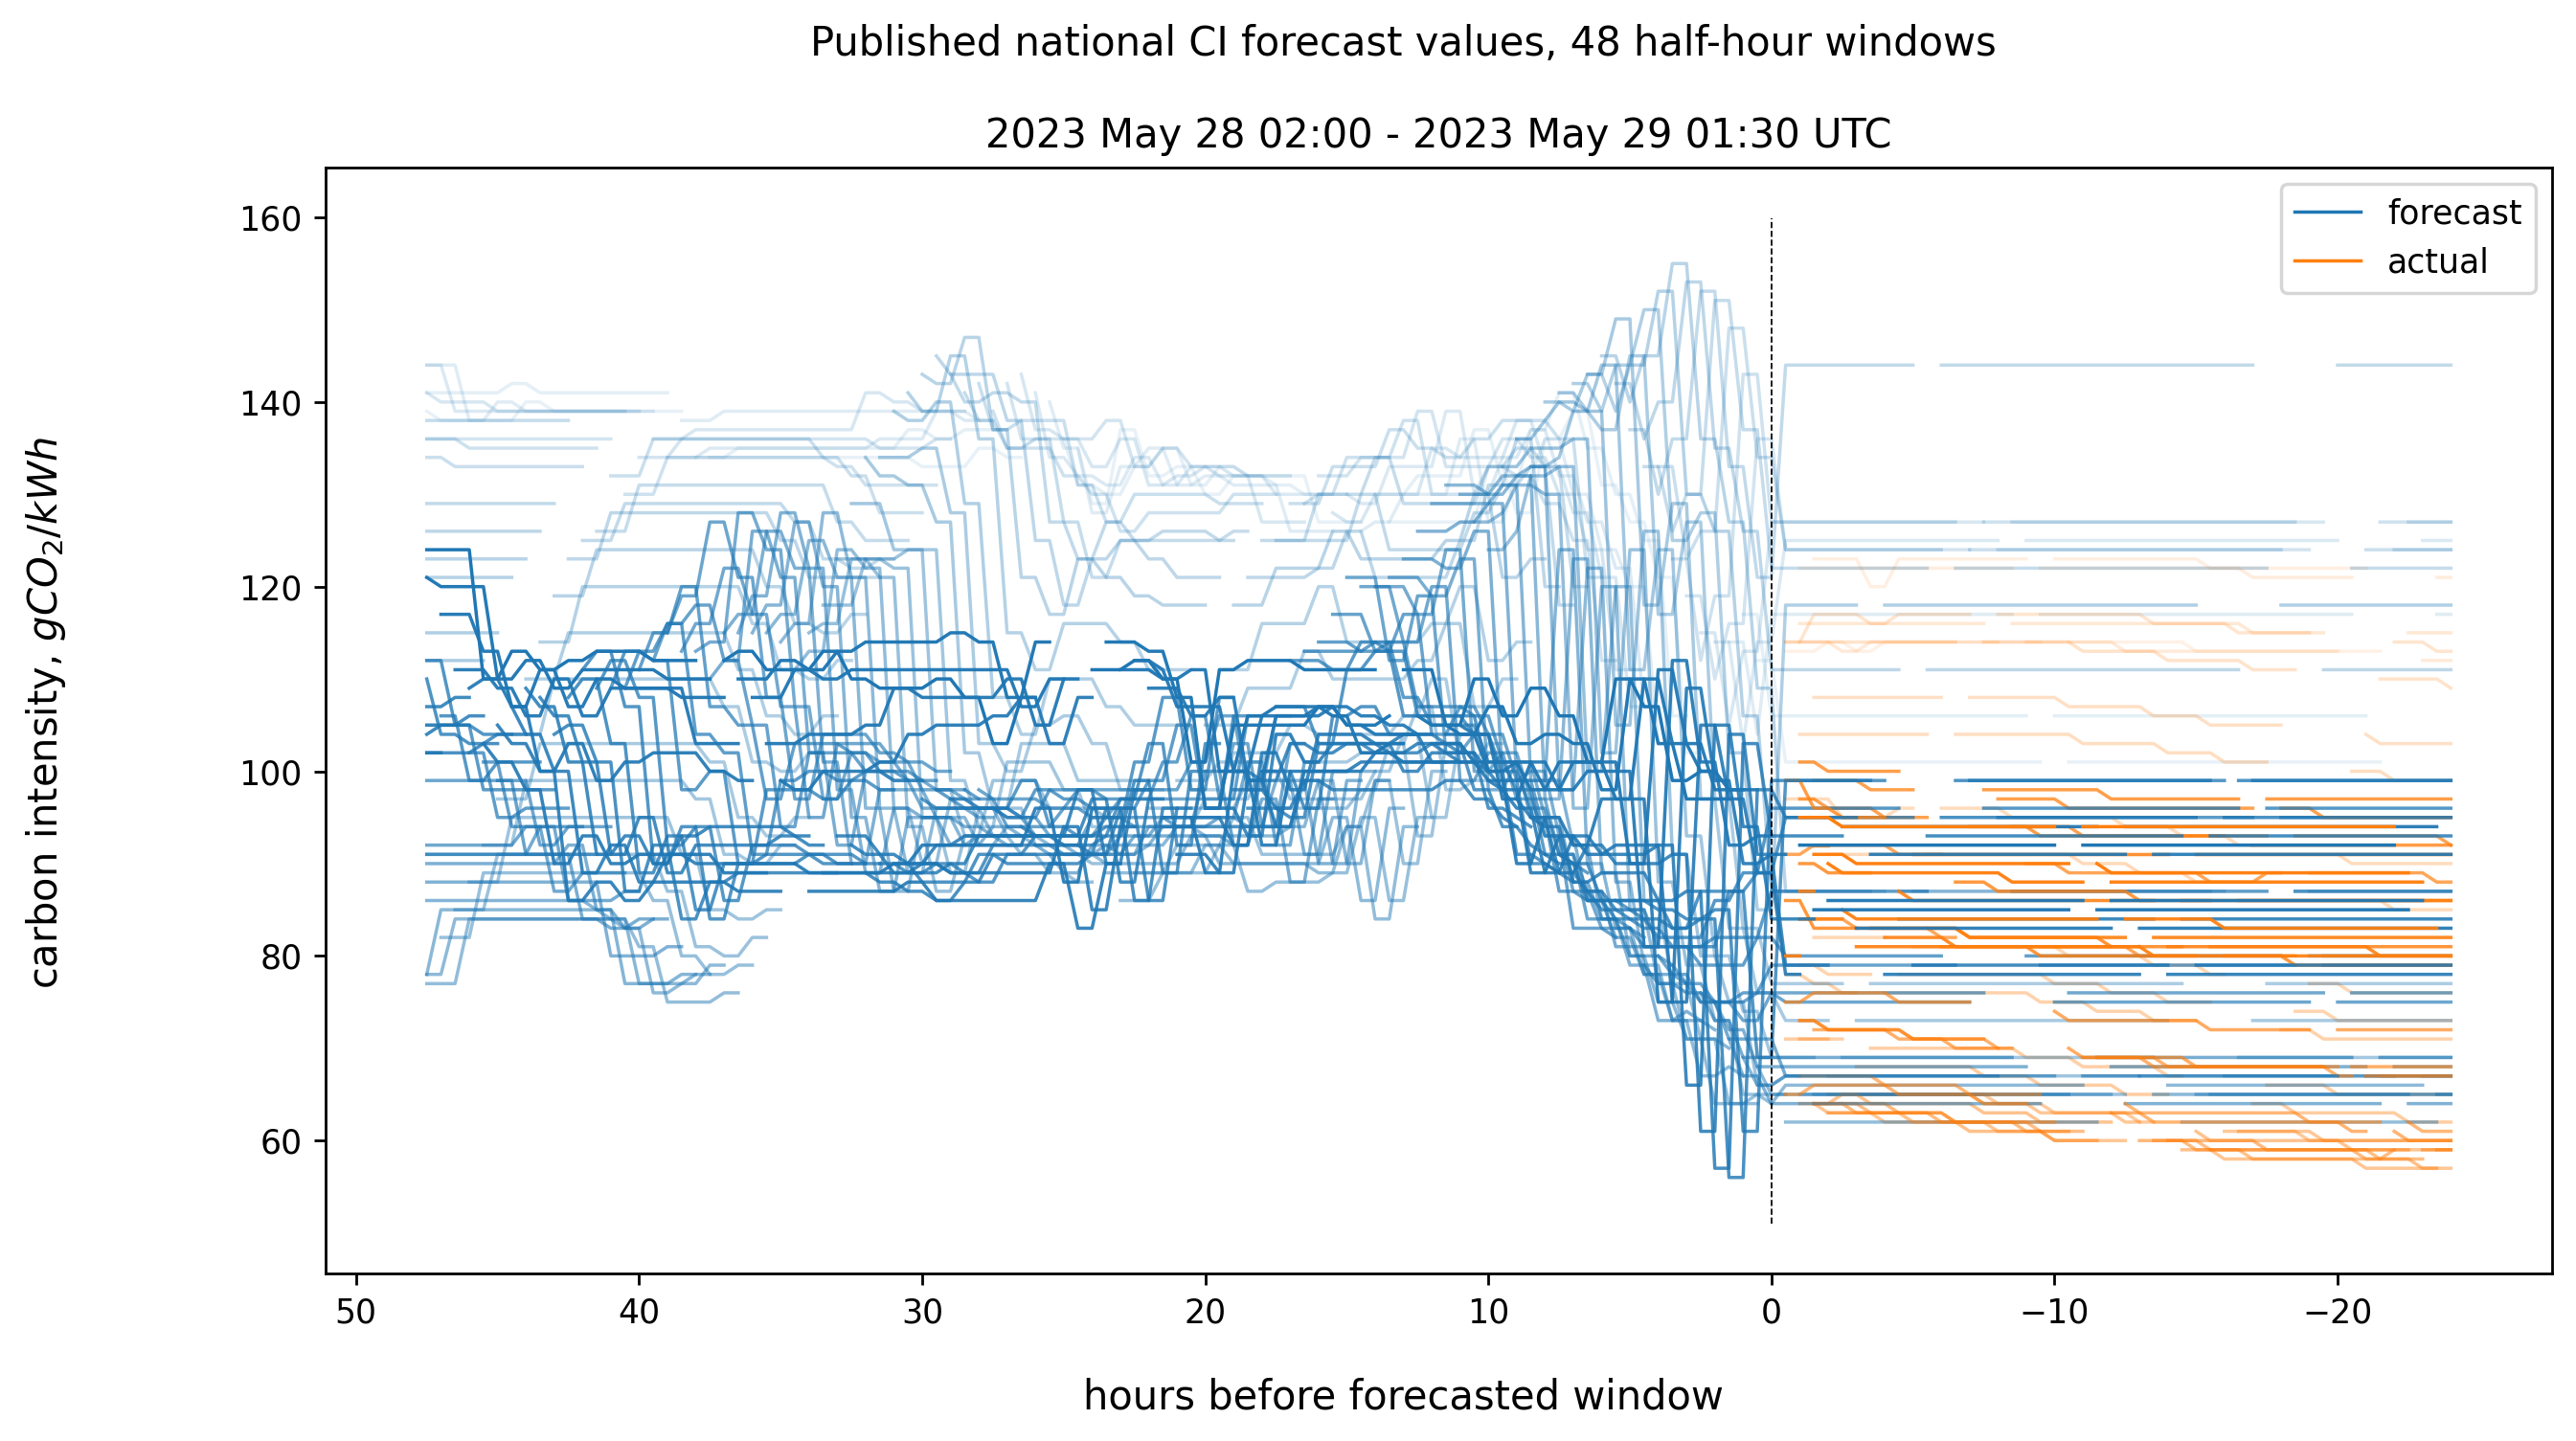 Published national CI forecast values, 48 half-hour windows
2023 May 28 02:00 - 2023 May 29 01:30 UTC
forecast
actual
carbon intensity, gCO₂/kWh
160
140
120
100
80
60
50
40
30
20
10
0
−10
−20
hours before forecasted window